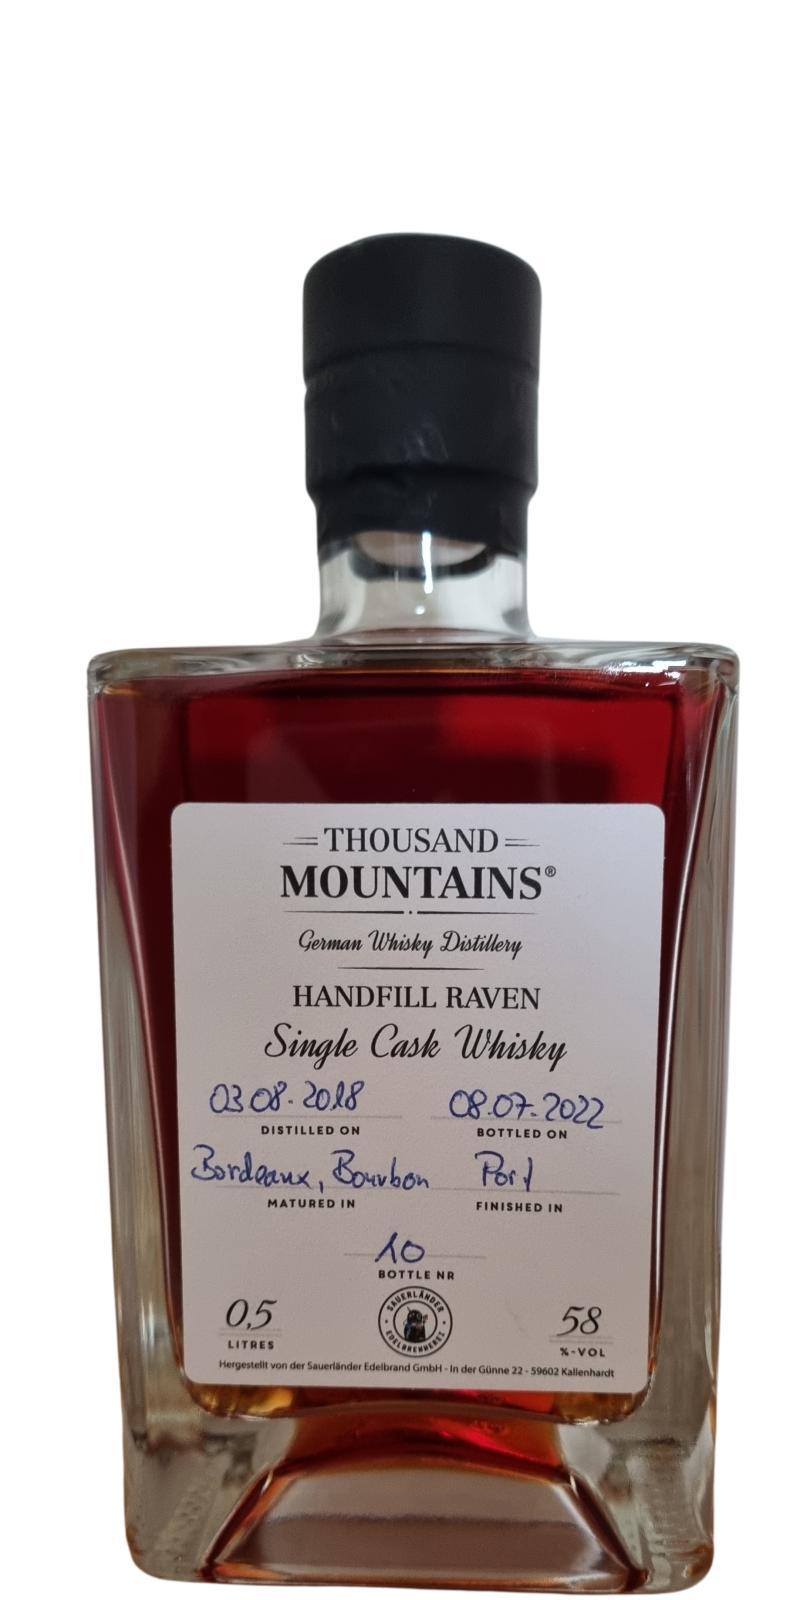 THOUSAND
MOUNTAINS®
German Whisky Distillery
HANDFILL RAVEN
Single Cask Whisky
03.08.2018 08.07.2022
DISTILLED ON BOTTLED ON
Bordeaux, Bourbon Port
MATURED IN FINISHED IN
10
BOTTLE NR
SAUERLÄNDER
EDELBRENNEREI
0,5 58
LITRES %-VOL
Hergestellt von der Sauerländer Edelbrand GmbH - In der Günne 22 - 59602 Kallenhardt